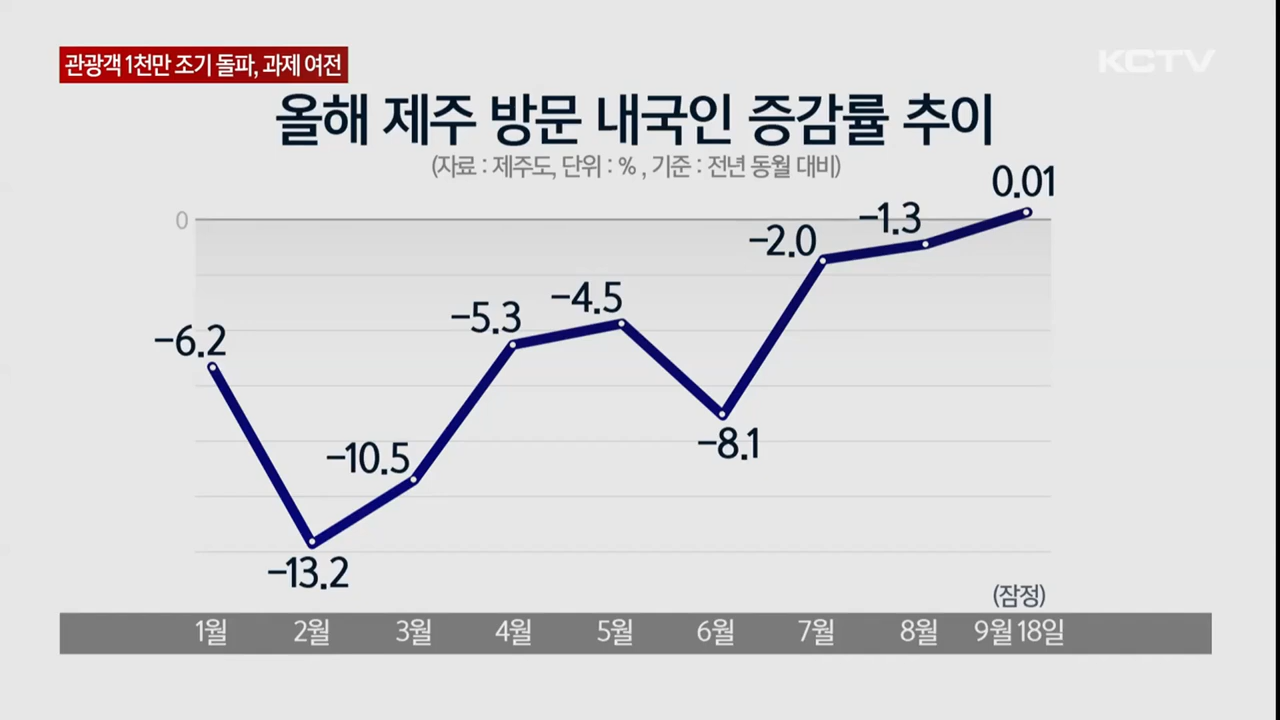 관광객 1천만 조기 돌파, 과제 여전
KCTV
올해 제주 방문 내국인 증감률 추이
(자료 : 제주도, 단위 : % , 기준 : 전년 동월 대비)
0
-6.2
-13.2
-10.5
-5.3
-4.5
-8.1
-2.0
-1.3
0.01
(잠정)
1월 2월 3월 4월 5월 6월 7월 8월 9월 18일